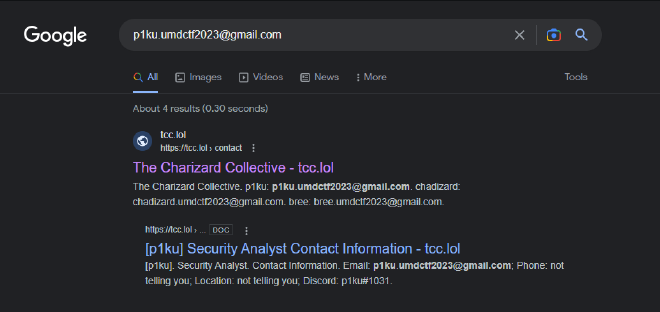 Google p1ku.umdctf2023@gmail.com
All Images Videos News More Tools
About 4 results (0.30 seconds)
tcc.lol
https://tcc.lol › contact
The Charizard Collective - tcc.lol
The Charizard Collective. p1ku: p1ku.umdctf2023@gmail.com. chadizard:
chadizard.umdctf2023@gmail.com. bree: bree.umdctf2023@gmail.com.
https://tcc.lol › ... DOC
[p1ku] Security Analyst Contact Information - tcc.lol
[p1ku]. Security Analyst. Contact Information. Email: p1ku.umdctf2023@gmail.com; Phone: not
telling you; Location: not telling you; Discord: p1ku#1031.